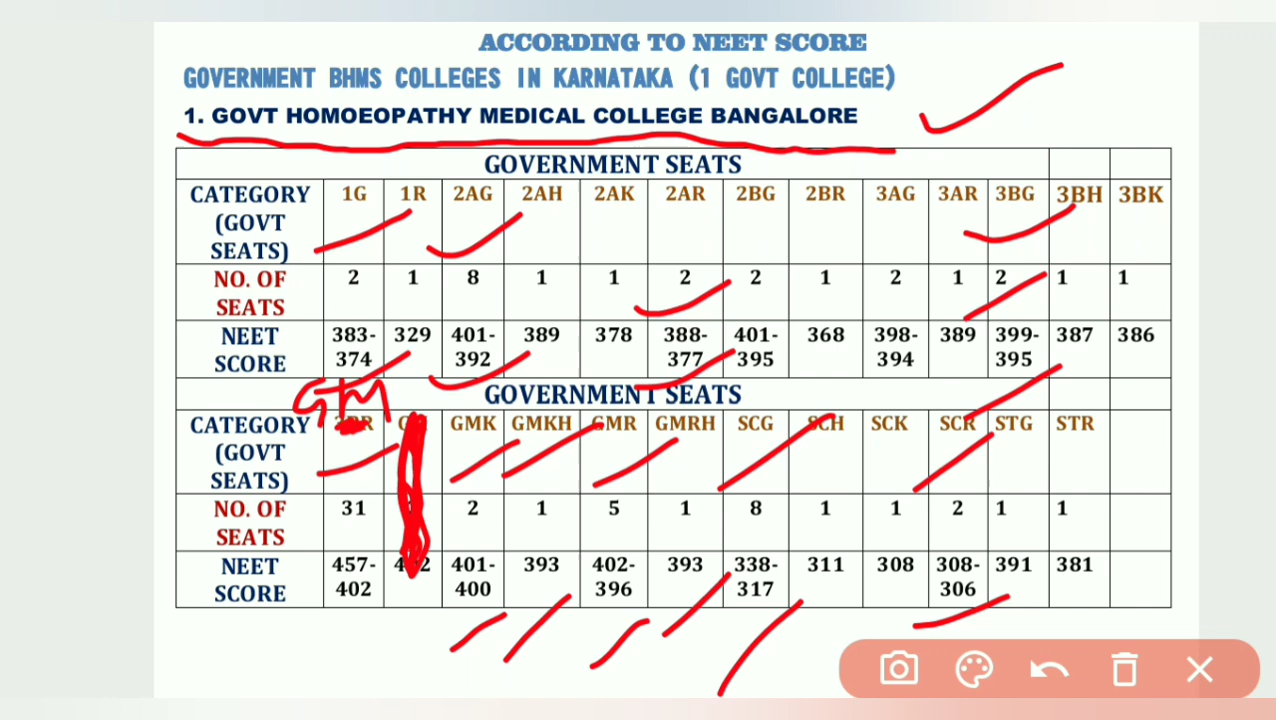 ACCORDING TO NEET SCORE
GOVERNMENT BHMS COLLEGES IN KARNATAKA (1 GOVT COLLEGE)
1. GOVT HOMOEOPATHY MEDICAL COLLEGE BANGALORE
GOVERNMENT SEATS
CATEGORY (GOVT SEATS) 1G 1R 2AG 2AH 2AK 2AR 2BG 2BR 3AG 3AR 3BG 3BH 3BK
NO. OF SEATS 2 1 8 1 1 2 2 1 2 1 2 1 1
NEET SCORE 383-374 329 401-392 389 378 388-377 401-395 368 398-394 389 399-395 387 386
GM
GOVERNMENT SEATS
CATEGORY (GOVT SEATS) GMK GMKH GMR GMRH SCG SCH SCK SCR STG STR
NO. OF SEATS 31 2 1 5 1 8 1 1 2 1 1
NEET SCORE 457-402 401-400 393 402-396 393 338-317 311 308 308-306 391 381